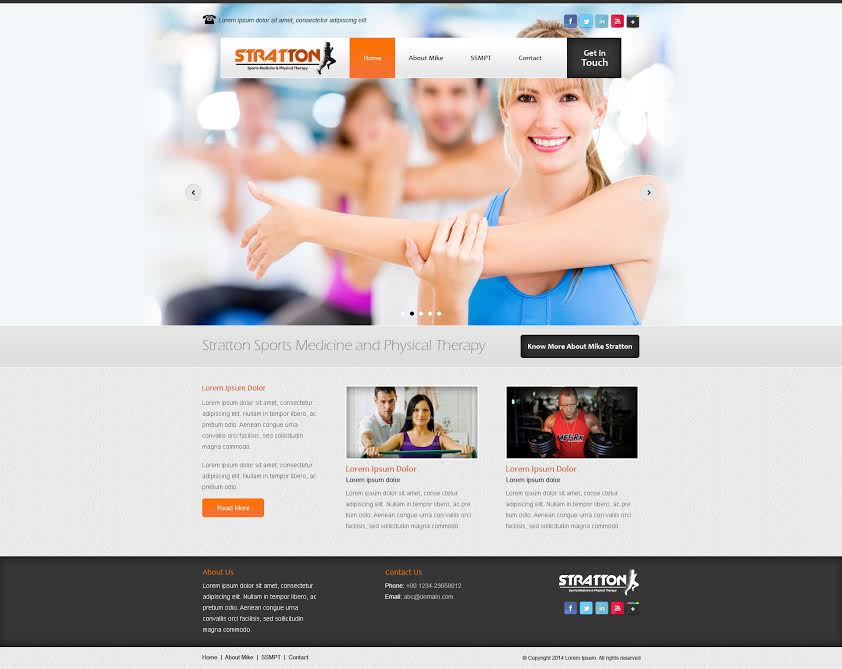 Lorem ipsum dolor sit amet, consectetur adipiscing elit.
STRATTON
Sports Medicine & Physical Therapy
Home
About Mike
SSMPT
Contact
Get in
Touch
Stratton Sports Medicine and Physical Therapy
Know More About Mike Stratton
Lorem Ipsum Dolor
Lorem ipsum dolor sit amet, consectetur
adipiscing elit. Nullam in tempor libero, ac
pretium odio. Aenean congue urna
convallis orci facilisis, sed sollicitudin
magna commodo.
Lorem ipsum dolor sit amet, consectetur
adipiscing elit. Nullam in tempor libero, ac
pretium odio.
Read More
Lorem Ipsum Dolor
Lorem ipsum dolor
Lorem ipsum dolor sit amet, conse ctetur
adipiscing elit. Nullam in tempor libero, ac pre
tium odio. Aenean congue urna con vallis orci
facilisis, sed sollicitudin magna commodo
Lorem Ipsum Dolor
Lorem ipsum dolor
Lorem ipsum dolor sit amet, conse ctetur
adipiscing elit. Nullam in tempor libero, ac pre
tium odio. Aenean congue urna con vallis orci
facilisis, sed sollicitudin magna commodo
About Us
Lorem ipsum dolor sit amet, consectetur
adipiscing elit. Nullam in tempor libero, ac
pretium odio. Aenean congue urna
convallis orci facilisis, sed sollicitudin
magna commodo.
Contact Us
Phone: +00 1234-23658012
Email: abc@domain.com
STRATTON
Sports Medicine & Physical Therapy
Home | About Mike | SSMPT | Contact
© Copyright 2014 Lorem Ipsum. All rights reserved